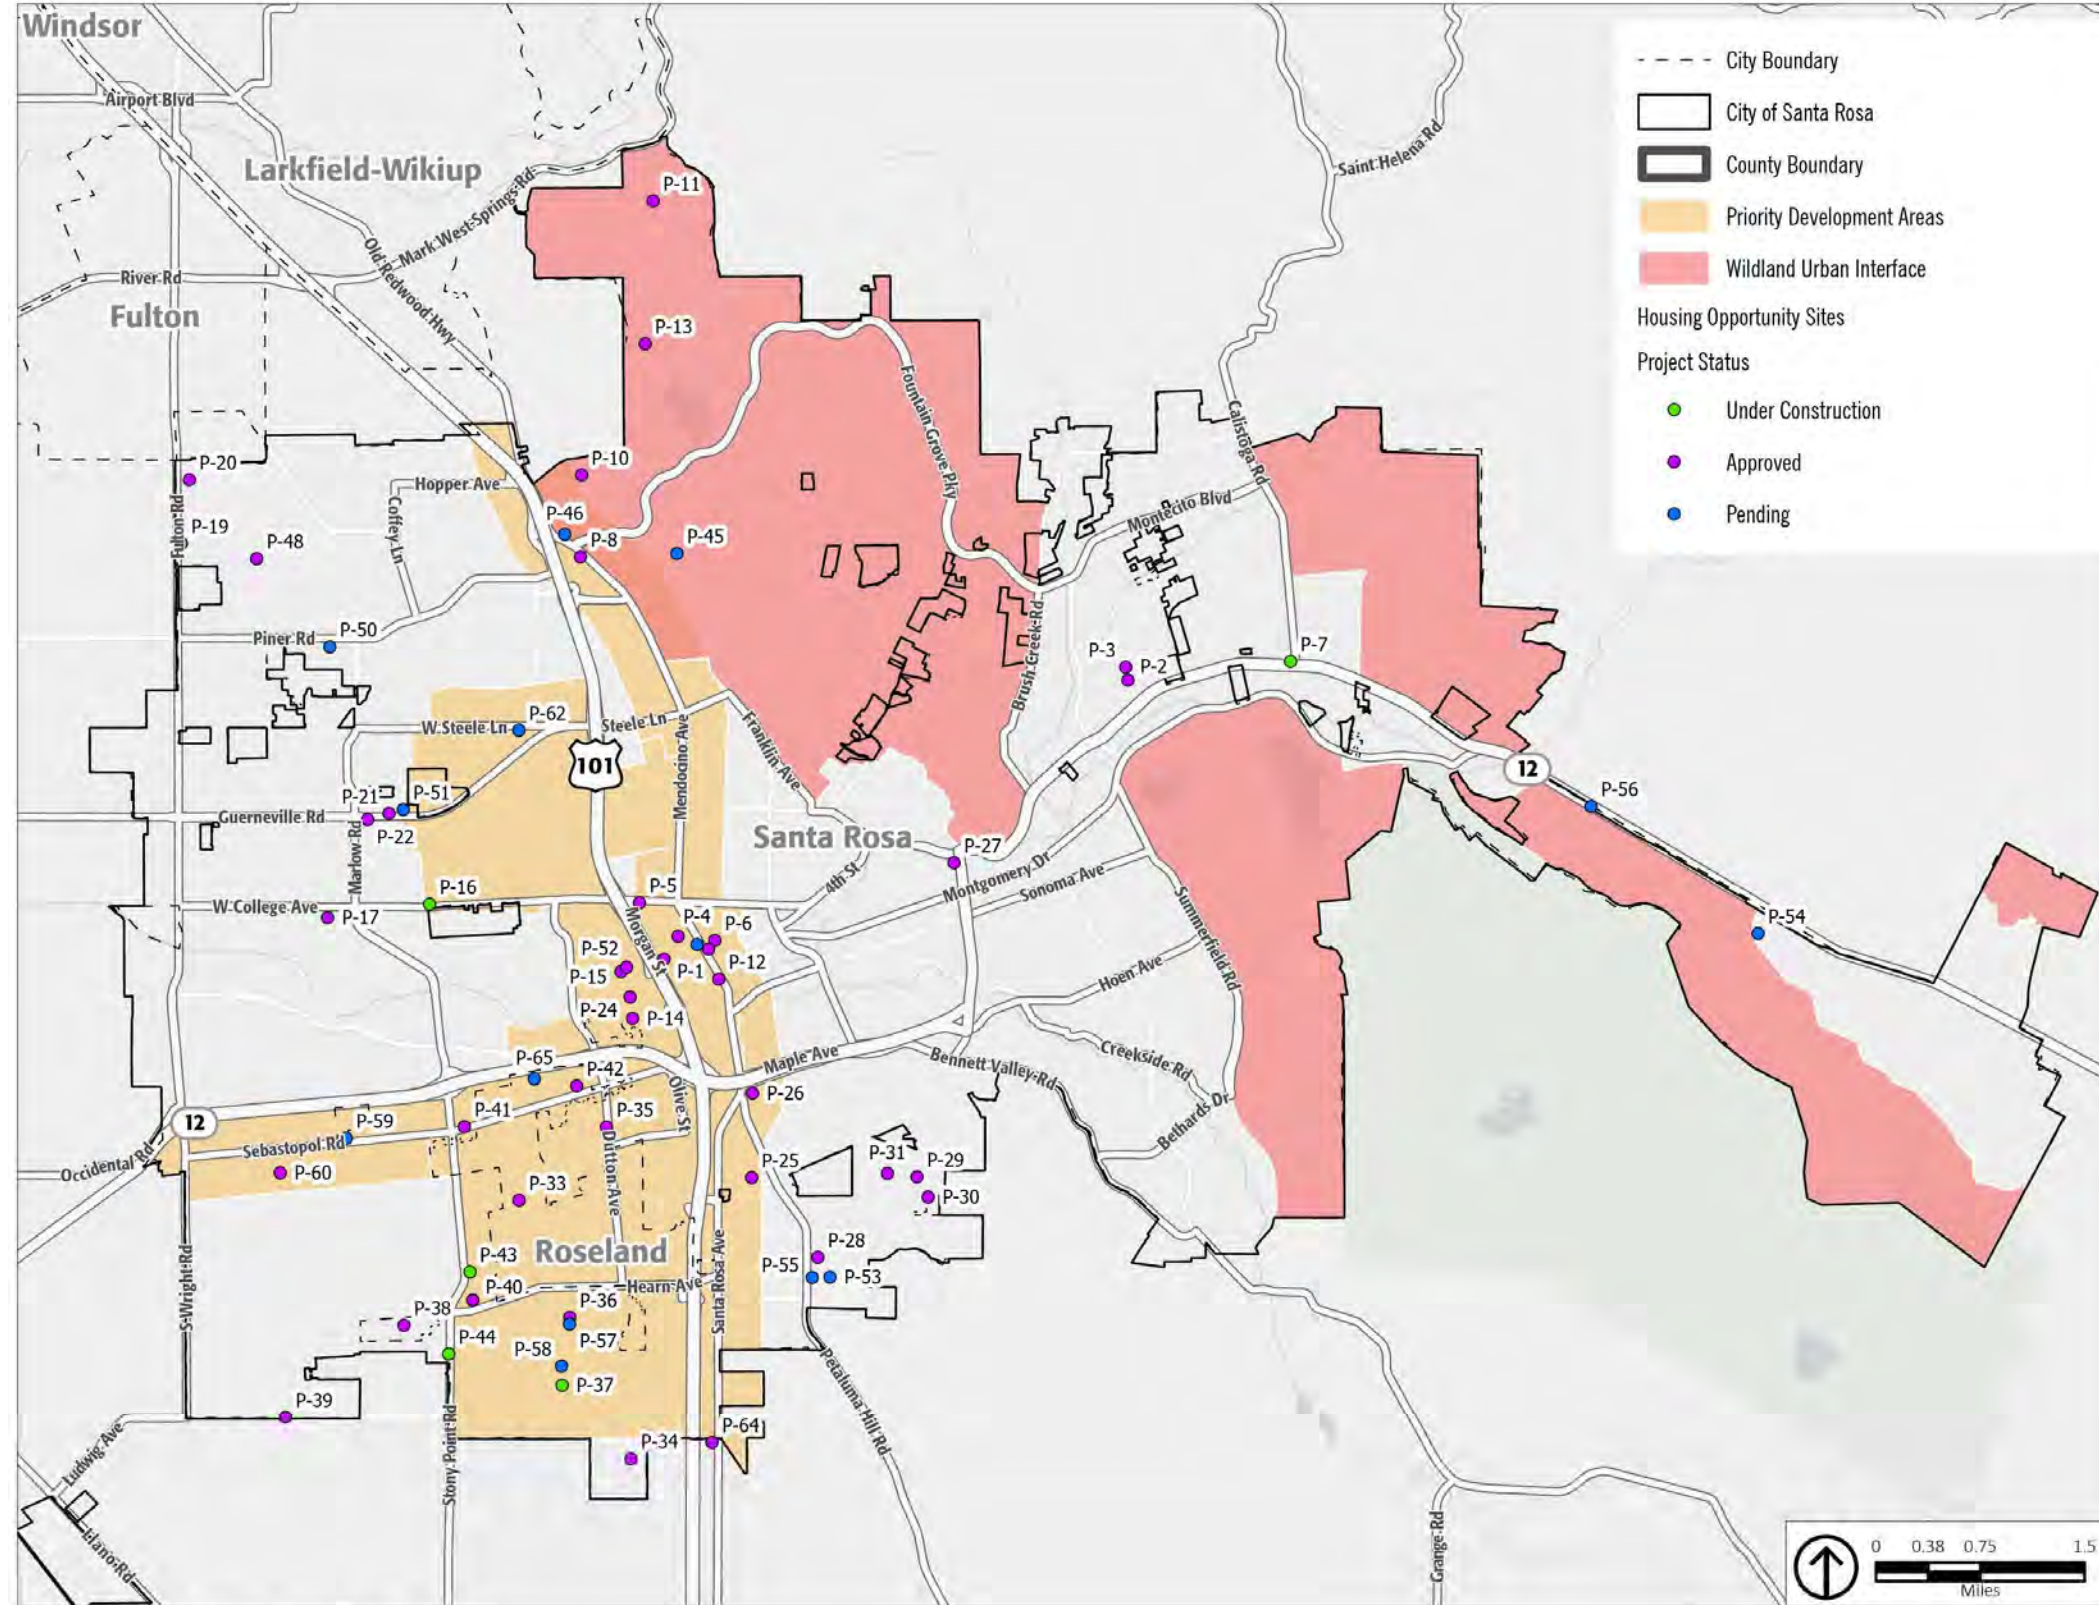 Windsor
City Boundary
City of Santa Rosa
County Boundary
Priority Development Areas
Wildland Urban Interface
Housing Opportunity Sites
Project Status
Under Construction
Approved
Pending
Airport Blvd
Larkfield-Wikiup
Mark West Springs Rd
Old Redwood Hwy
River Rd
Fulton
Saint Helena Rd
P-11
P-13
P-10
P-20
Hopper Ave
Coffey Ln
Fulton Rd
P-19
P-48
P-46
P-8
P-45
Fountain Grove Pky
Calistoga Rd
Montecito Blvd
Brush Creek Rd
Piner Rd
P-50
P-3
P-2
P-7
W Steele Ln
P-62
Steele Ln
101
Mendocino Ave
Franklin Ave
12
P-56
P-21
P-51
Guerneville Rd
P-22
Marlow Rd
Santa Rosa
P-27
4th St
Montgomery Dr
Sonoma Ave
Summerfield Rd
P-16
P-5
W College Ave
P-17
Morgan St
P-4
P-6
P-54
P-52
P-15
P-1
P-12
P-24
P-14
Hoen Ave
Maple Ave
Bennett Valley Rd
Creekside Rd
Bethards Dr
P-65
P-42
Olive St
P-26
12
P-59
P-41
P-35
Sebastopol Rd
Occidental Rd
P-60
Dutton Ave
P-33
P-25
P-31
P-29
P-30
Roseland
P-43
P-40
Hearn Ave
Santa Rosa Ave
P-28
P-55
P-53
S Wright Rd
P-38
P-36
P-44
P-57
P-58
P-37
P-39
Stony Point Rd
P-34
P-64
Petaluma Hill Rd
Ludwig Ave
Llano Rd
Grange Rd
0 0.38 0.75 1.5
Miles